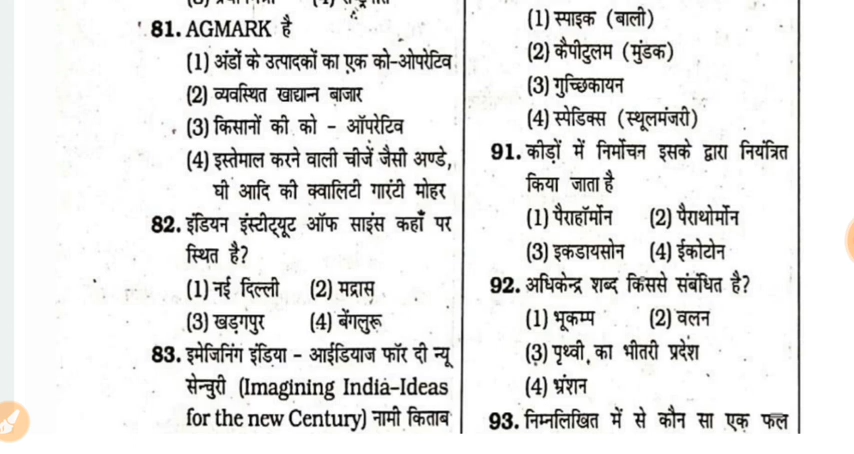 81. AGMARK है
(1) अंडों के उत्पादकों का एक को-ओपरेटिव
(2) व्यवस्थित खाद्यान्न बाजार
(3) किसानों की को - ऑपरेटिव
(4) इस्तेमाल करने वाली चीजें जैसी अण्डे,
घी आदि की क्वालिटी गारंटी मोहर
82. इंडियन इंस्टीट्यूट ऑफ साइंस कहाँ पर
स्थित है?
(1) नई दिल्ली (2) मद्रास
(3) खड़गपुर (4) बेंगलुरू
83. इमेजिनिंग इंडिया - आईडियाज फॉर दी न्यू
सेन्चुरी (Imagining India-Ideas
for the new Century) नामी किताब
(1) स्पाइक (बाली)
(2) कैपीटुलम (मुंडक)
(3) गुच्छिकायन
(4) स्पेडिक्स (स्थूलमंजरी)
91. कीड़ों में निर्मोचन इसके द्वारा नियंत्रित
किया जाता है
(1) पैराहॉर्मोन (2) पैराथोर्मोन
(3) इकडायसोन (4) ईकोटोन
92. अधिकेन्द्र शब्द किससे संबंधित है?
(1) भूकम्प (2) वलन
(3) पृथ्वी का भीतरी प्रदेश
(4) भ्रंशन
93. निम्नलिखित में से कौन सा एक फल